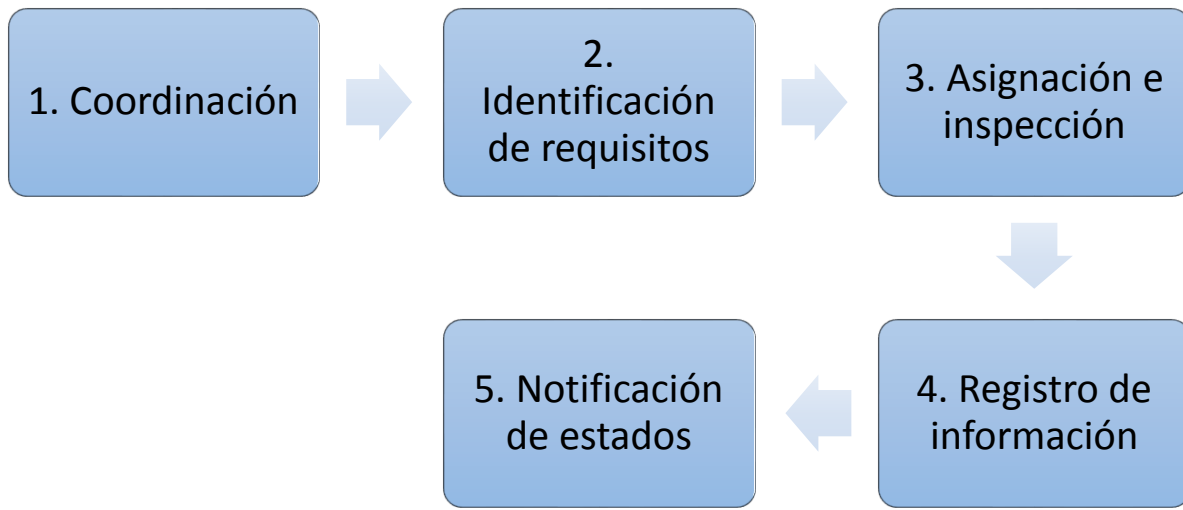 1. Coordinación
2.
Identificación
de requisitos
3. Asignación e
inspección
4. Registro de
información
5. Notificación
de estados